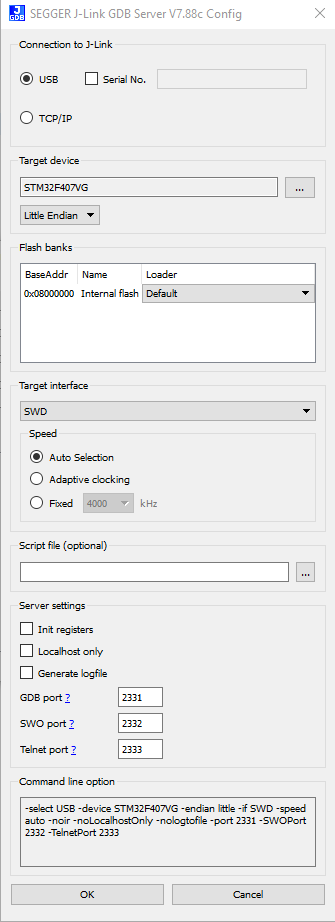 SEGGER J-Link GDB Server V7.88c Config
Connection to J-Link
USB Serial No.
TCP/IP
Target device
STM32F407VG ...
Little Endian
Flash banks
BaseAddr Name Loader
0x08000000 Internal flash Default
Target interface
SWD
Speed
Auto Selection
Adaptive clocking
Fixed 4000 kHz
Script file (optional)
...
Server settings
Init registers
Localhost only
Generate logfile
GDB port ? 2331
SWO port ? 2332
Telnet port ? 2333
Command line option
-select USB -device STM32F407VG -endian little -if SWD -speed
auto -noir -noLocalhostOnly -nologtofile -port 2331 -SWOPort
2332 -TelnetPort 2333
OK Cancel